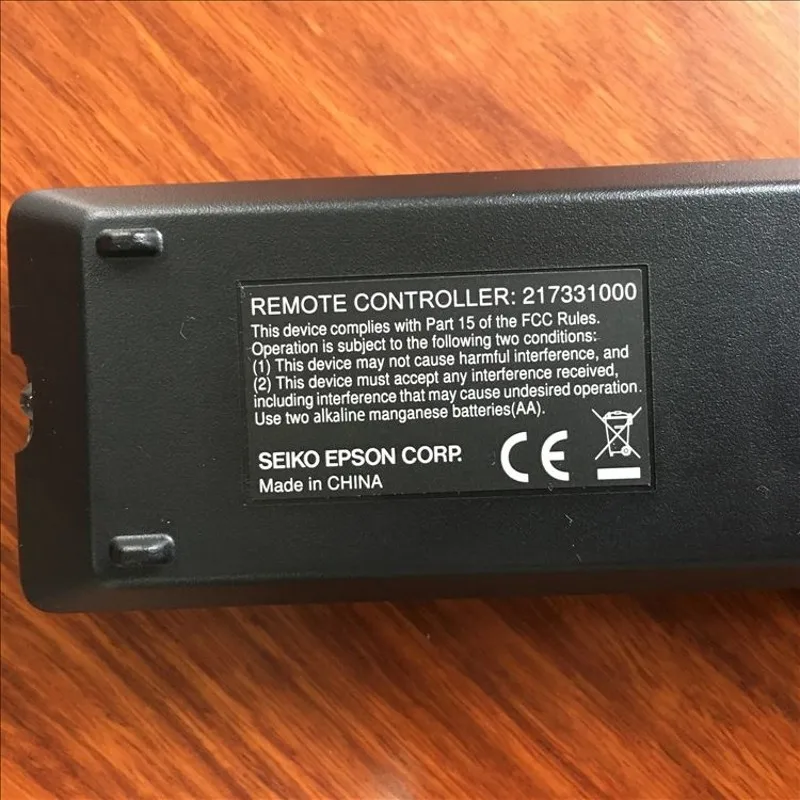 REMOTE CONTROLLER: 217331000
This device complies with Part 15 of the FCC Rules.
Operation is subject to the following two conditions:
(1) This device may not cause harmful interference, and
(2) This device must accept any interference received,
including interference that may cause undesired operation.
Use two alkaline manganese batteries(AA).
SEIKO EPSON CORP.
Made in CHINA
CE